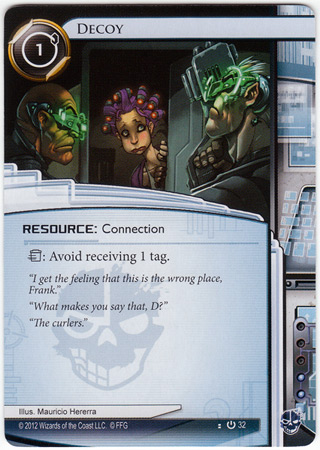 1
DECOY
RESOURCE: Connection
: Avoid receiving 1 tag.
“I get the feeling that this is the wrong place,
Frank.”
“What makes you say that, D?”
“The curlers.”
Illus. Mauricio Hererra
© 2012 Wizards of the Coast LLC. © FFG
32